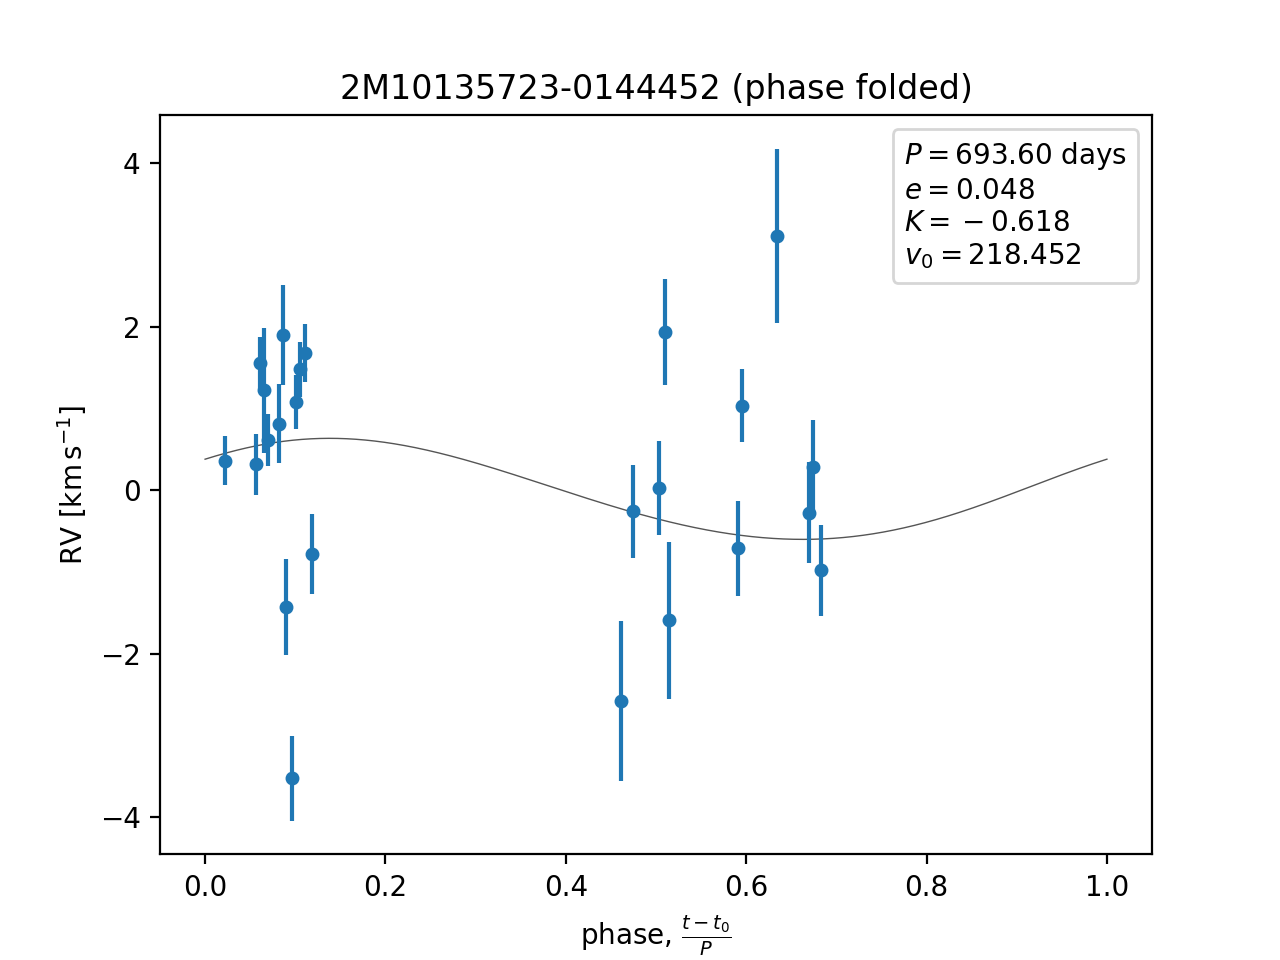 2M10135723-0144452 (phase folded)
P = 693.60 days
e = 0.048
K = −0.618
v₀ = 218.452
4
2
0
−2
−4
RV [km s⁻¹]
0.0 0.2 0.4 0.6 0.8 1.0
phase, (t − t₀)/P